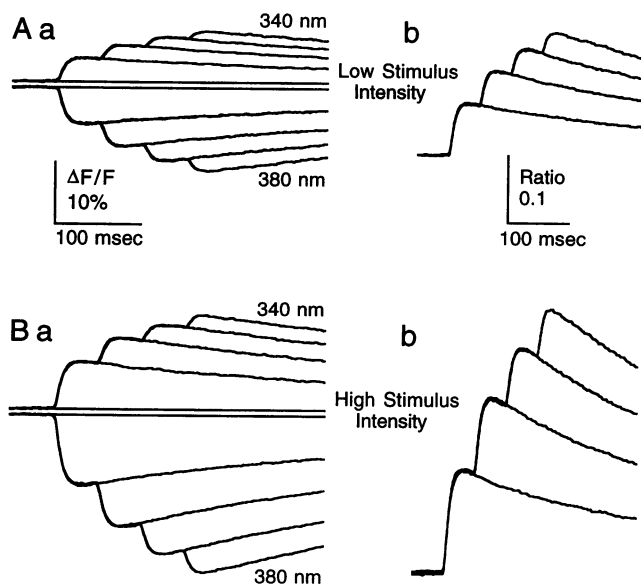 A a
340 nm
b
Low Stimulus
Intensity
380 nm
ΔF/F
10%
100 msec
Ratio
0.1
100 msec
B a
340 nm
b
High Stimulus
Intensity
380 nm